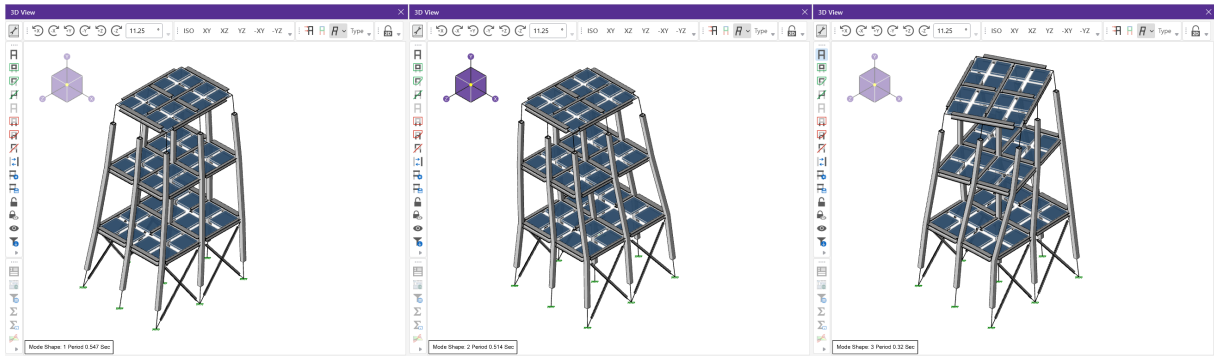 3D View
11.25 °
ISO XY XZ YZ -XY -YZ
Type
Mode Shape: 1 Period 0.547 Sec
3D View
11.25 °
ISO XY XZ YZ -XY -YZ
Type
Mode Shape: 2 Period 0.514 Sec
3D View
11.25 °
ISO XY XZ YZ -XY -YZ
Type
Mode Shape: 3 Period 0.32 Sec